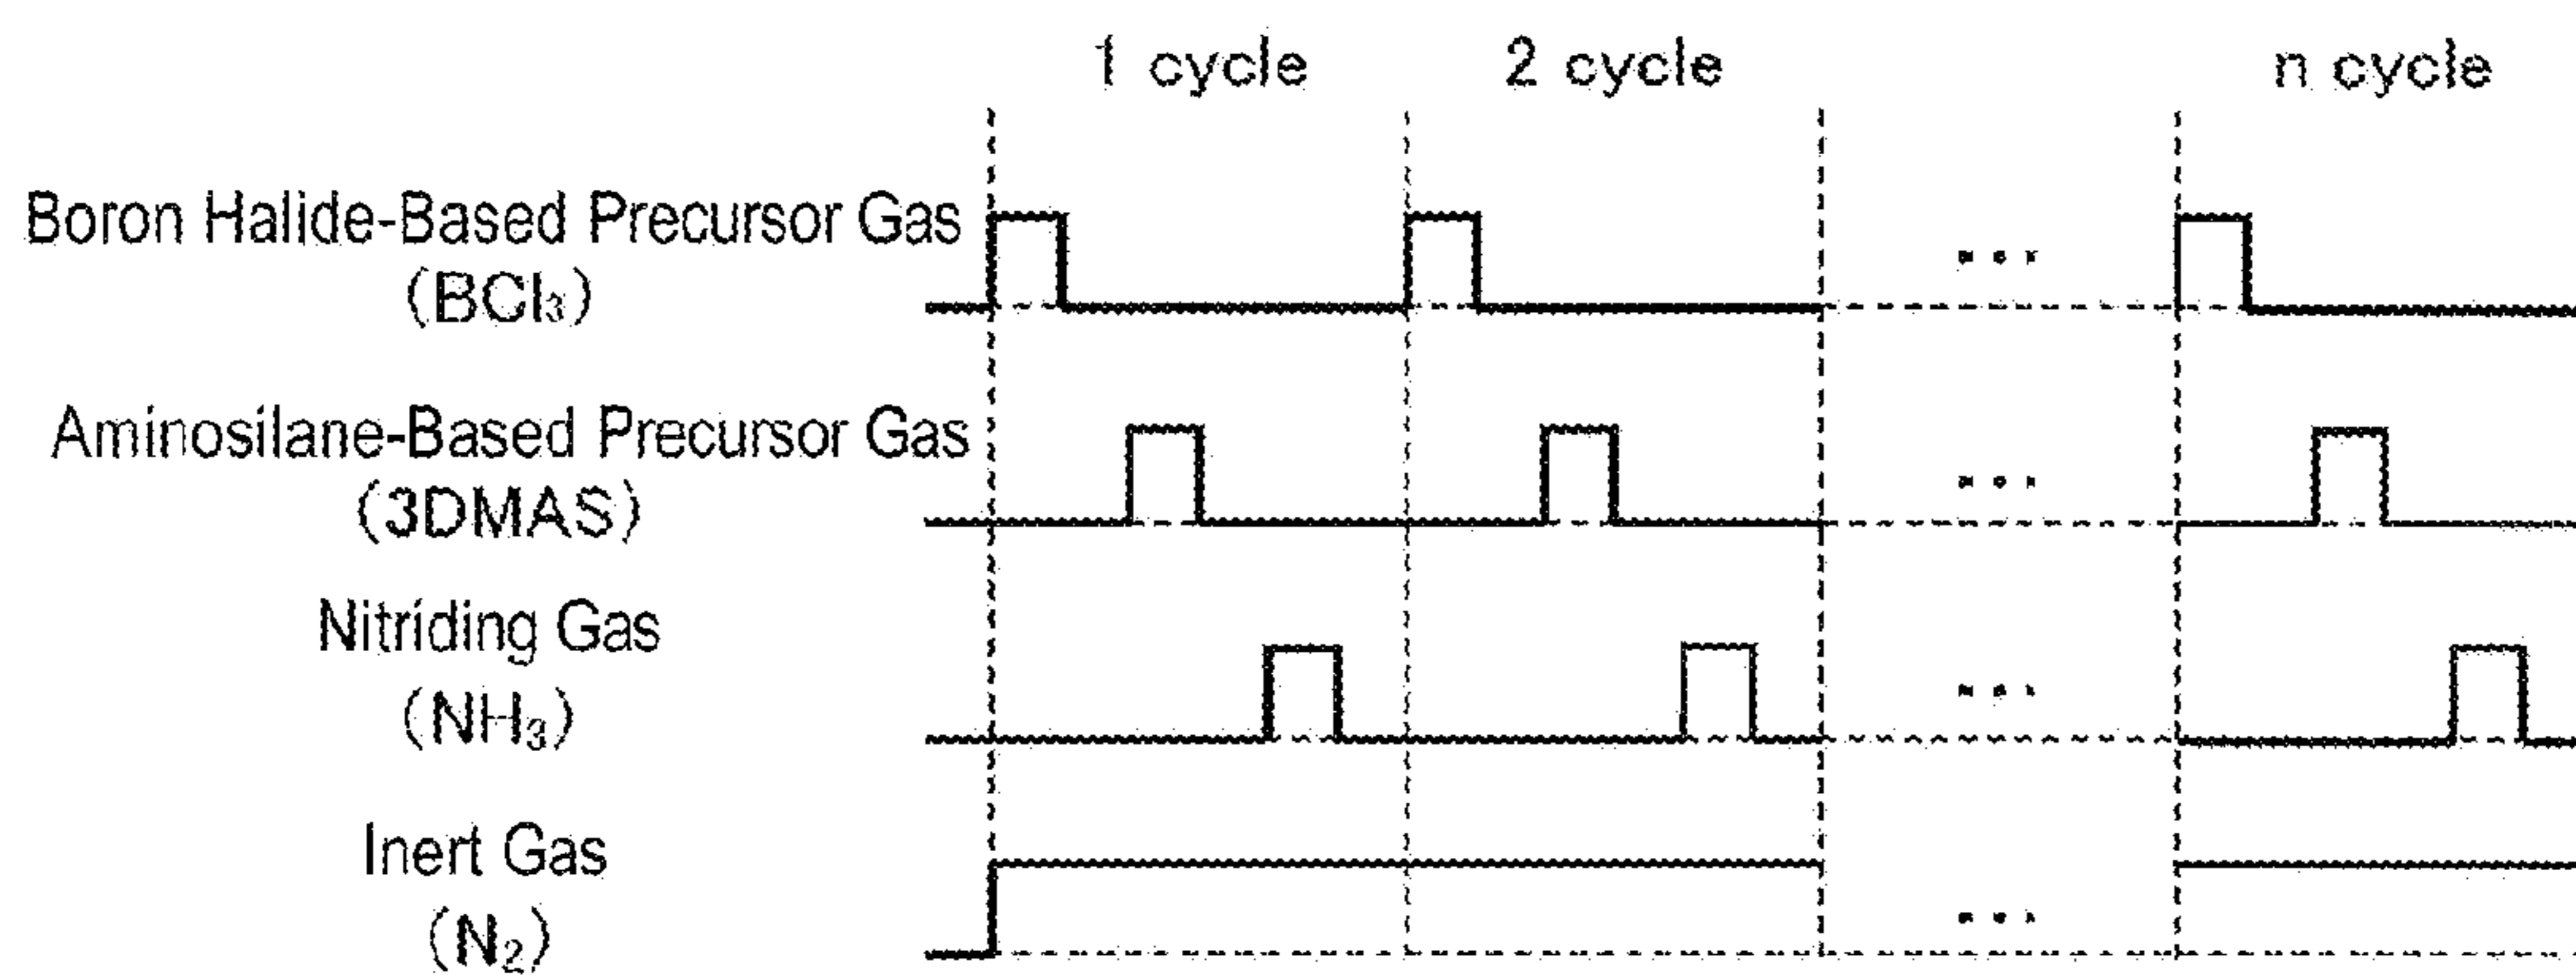 1 cycle 2 cycle n cycle
Boron Halide-Based Precursor Gas
(BCl₃)
...
Aminosilane-Based Precursor Gas
(3DMAS)
...
Nitriding Gas
(NH₃)
...
Inert Gas
(N₂)
...